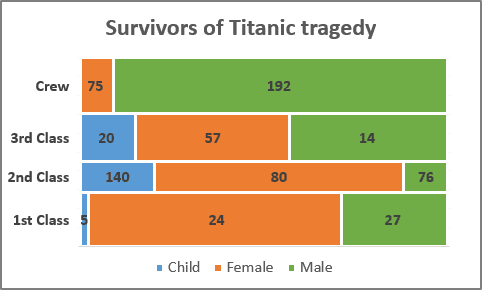 Survivors of Titanic tragedy
Crew 75 192
3rd Class 20 57 14
2nd Class 140 80 76
1st Class 5 24 27
Child Female Male